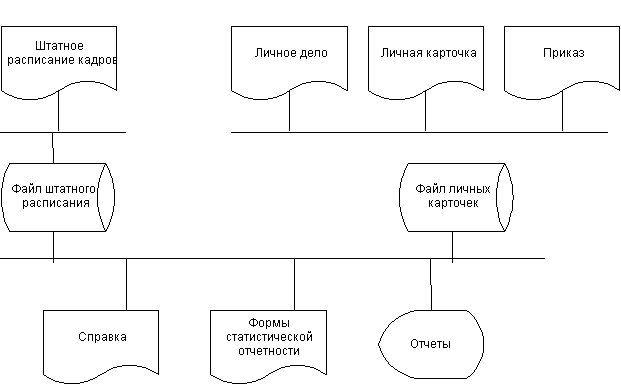 Штатное
расписание кадров
Личное дело
Личная карточка
Приказ
Файл штатного
расписания
Файл личных
карточек
Справка
Формы
статистической
отчетности
Отчеты